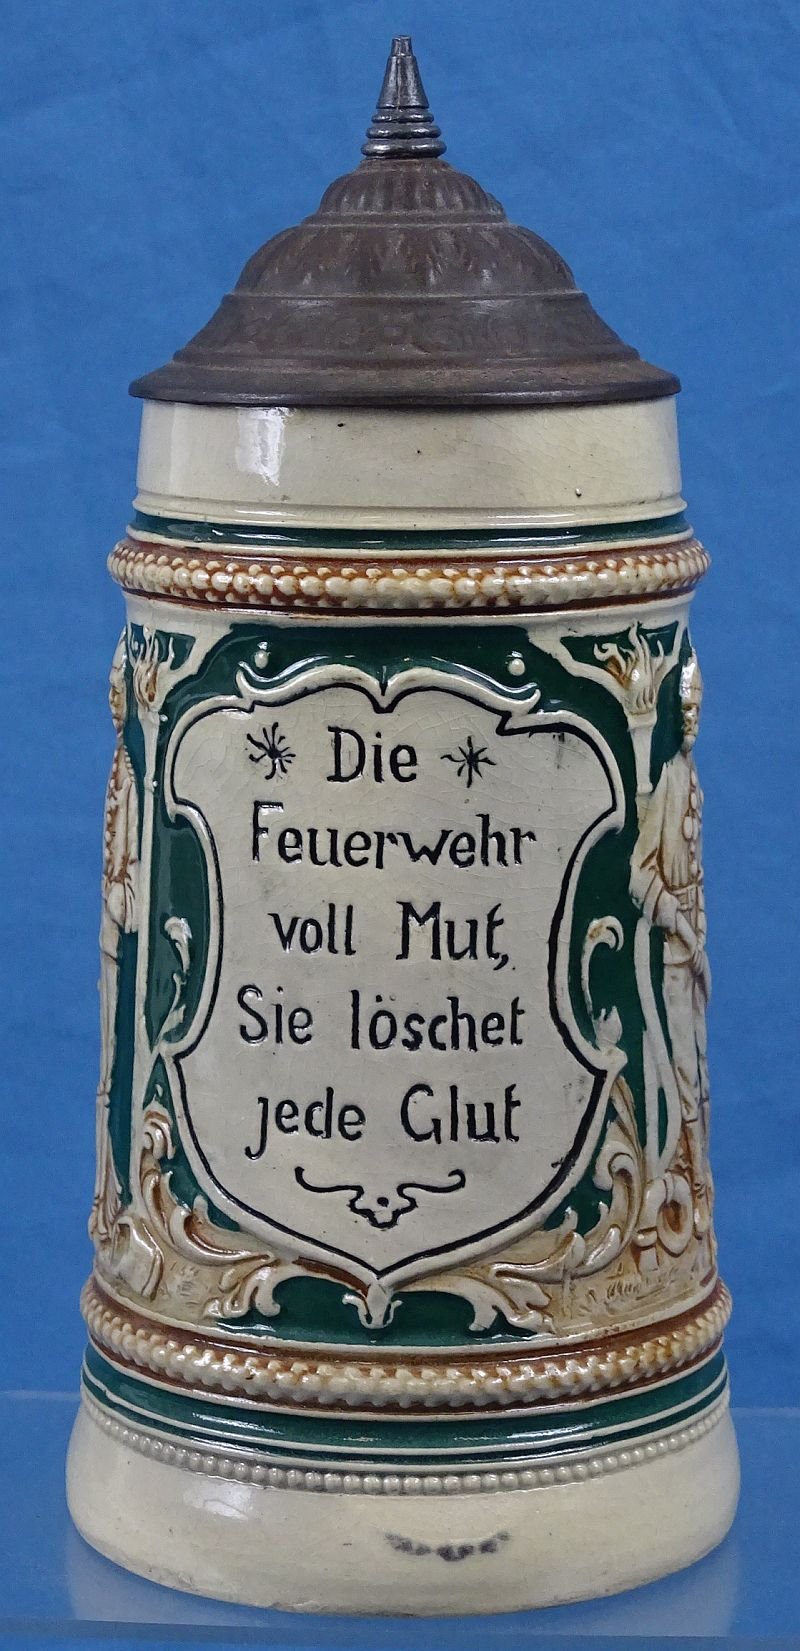 Die
Feuerwehr
voll Mut,
Sie löschet
jede Glut